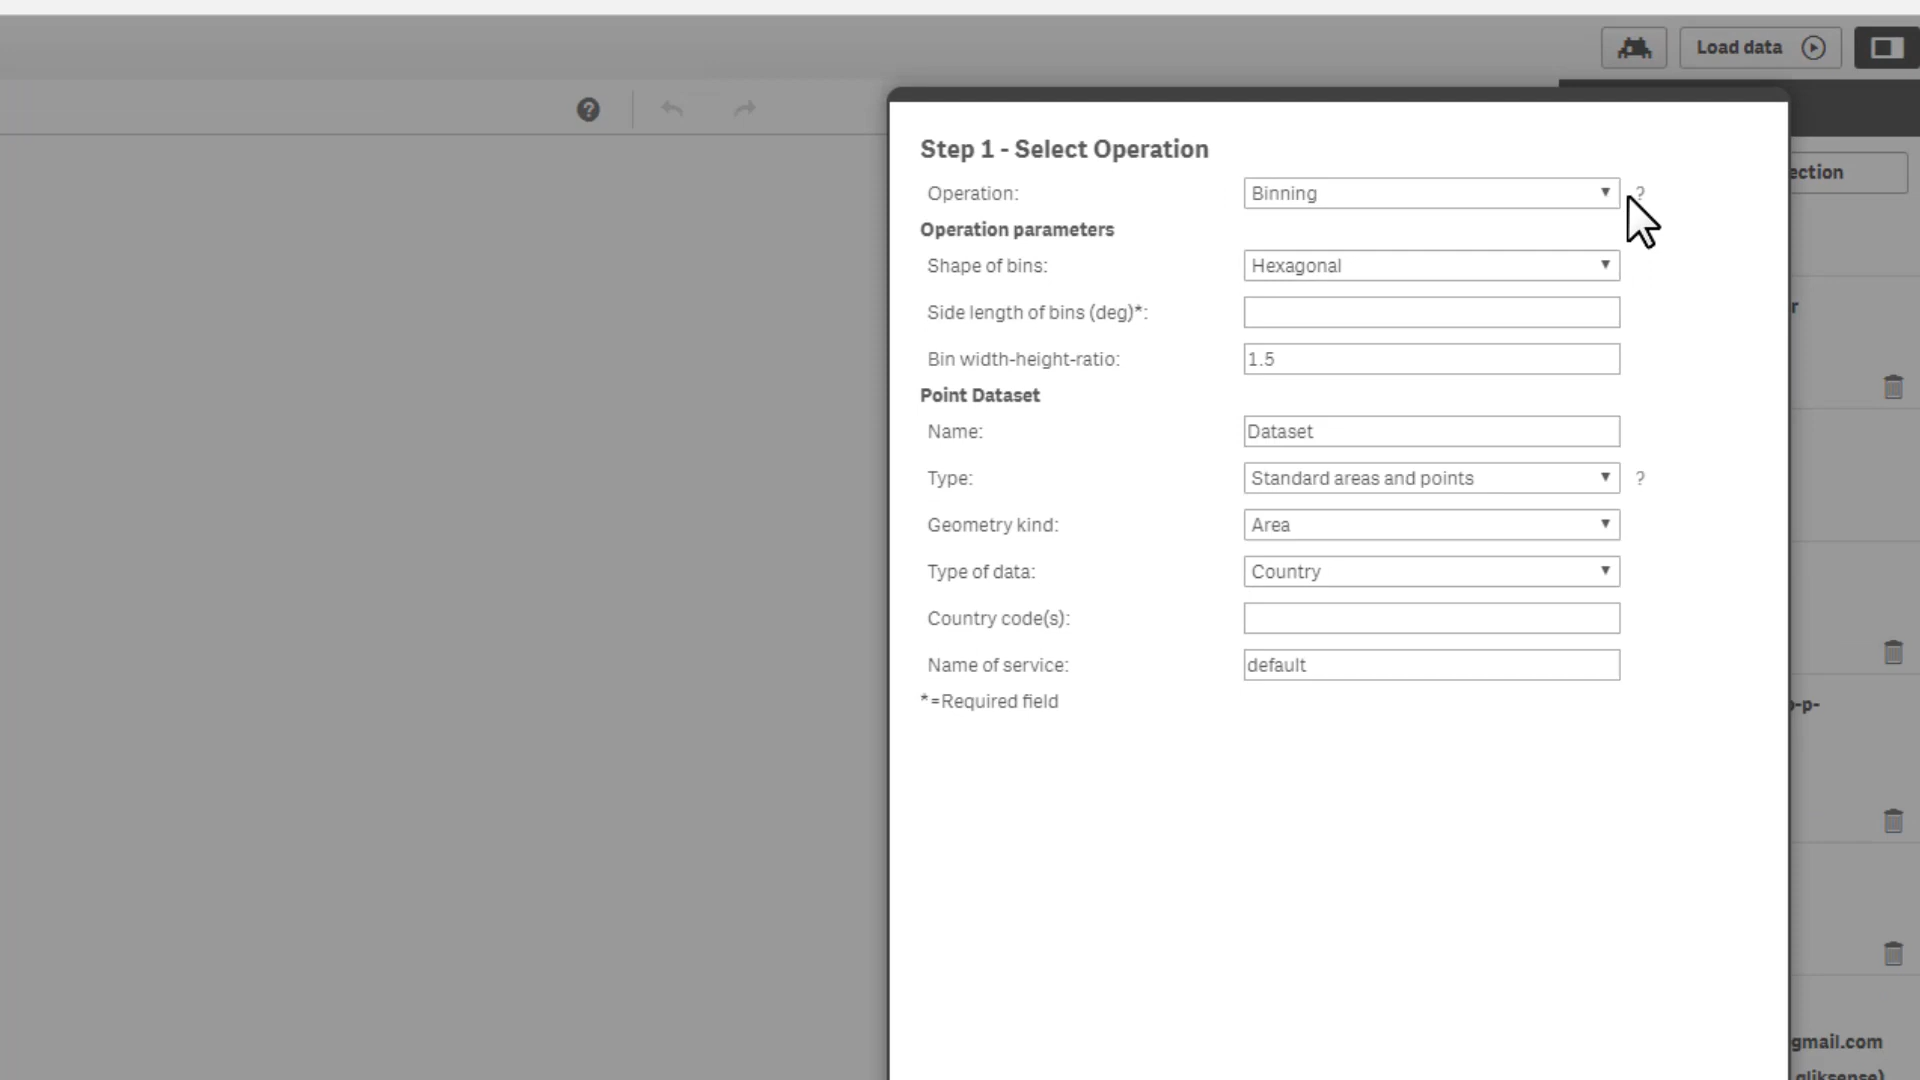 Load data
Step 1 - Select Operation
Operation: Binning ?
Operation parameters
Shape of bins: Hexagonal
Side length of bins (deg)*:
Bin width-height-ratio: 1.5
Point Dataset
Name: Dataset
Type: Standard areas and points ?
Geometry kind: Area
Type of data: Country
Country code(s):
Name of service: default
*=Required field
ection
r
-p-
gmail.com
qliksense)